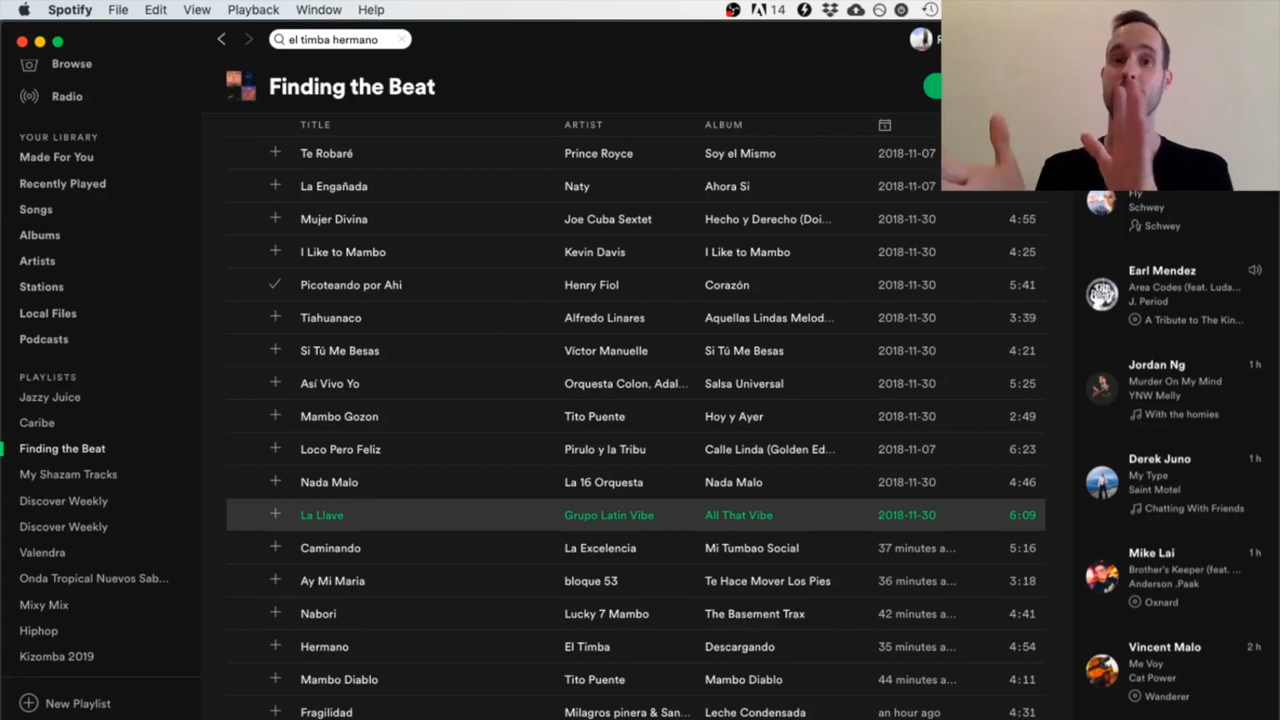 Spotify File Edit View Playback Window Help 14
el timba hermano
Browse
Radio
YOUR LIBRARY
Made For You
Recently Played
Songs
Albums
Artists
Stations
Local Files
Podcasts
PLAYLISTS
Jazzy Juice
Caribe
Finding the Beat
My Shazam Tracks
Discover Weekly
Discover Weekly
Valendra
Onda Tropical Nuevos Sab...
Mixy Mix
Hiphop
Kizomba 2019
New Playlist
Finding the Beat
TITLE ARTIST ALBUM
Te Robaré Prince Royce Soy el Mismo 2018-11-07
La Engañada Naty Ahora Si 2018-11-07
Mujer Divina Joe Cuba Sextet Hecho y Derecho (Doi... 2018-11-30 4:55
I Like to Mambo Kevin Davis I Like to Mambo 2018-11-30 4:25
Picoteando por Ahi Henry Fiol Corazón 2018-11-30 5:41
Tiahuanaco Alfredo Linares Aquellas Lindas Melod... 2018-11-30 3:39
Si Tú Me Besas Víctor Manuelle Si Tú Me Besas 2018-11-30 4:21
Así Vivo Yo Orquesta Colon, Adal... Salsa Universal 2018-11-30 5:25
Mambo Gozon Tito Puente Hoy y Ayer 2018-11-30 2:49
Loco Pero Feliz Pirulo y la Tribu Calle Linda (Golden Ed... 2018-11-07 6:23
Nada Malo La 16 Orquesta Nada Malo 2018-11-30 4:46
La Llave Grupo Latin Vibe All That Vibe 2018-11-30 6:09
Caminando La Excelencia Mi Tumbao Social 37 minutes a... 5:16
Ay Mi Maria bloque 53 Te Hace Mover Los Pies 36 minutes a... 3:18
Nabori Lucky 7 Mambo The Basement Trax 42 minutes a... 4:41
Hermano El Timba Descargando 35 minutes a... 4:54
Mambo Diablo Tito Puente Mambo Diablo 44 minutes a... 4:11
Fragilidad Milagros pinera & San... Leche Condensada an hour ago 4:31
Fly
Schwey
Schwey
Earl Mendez
Area Codes (feat. Luda...
J. Period
A Tribute to The Kin...
Jordan Ng 1 h
Murder On My Mind
YNW Melly
With the homies
Derek Juno 1 h
My Type
Saint Motel
Chatting With Friends
Mike Lai 1 h
Brother's Keeper (feat. ...
Anderson .Paak
Oxnard
Vincent Malo 2 h
Me Voy
Cat Power
Wanderer